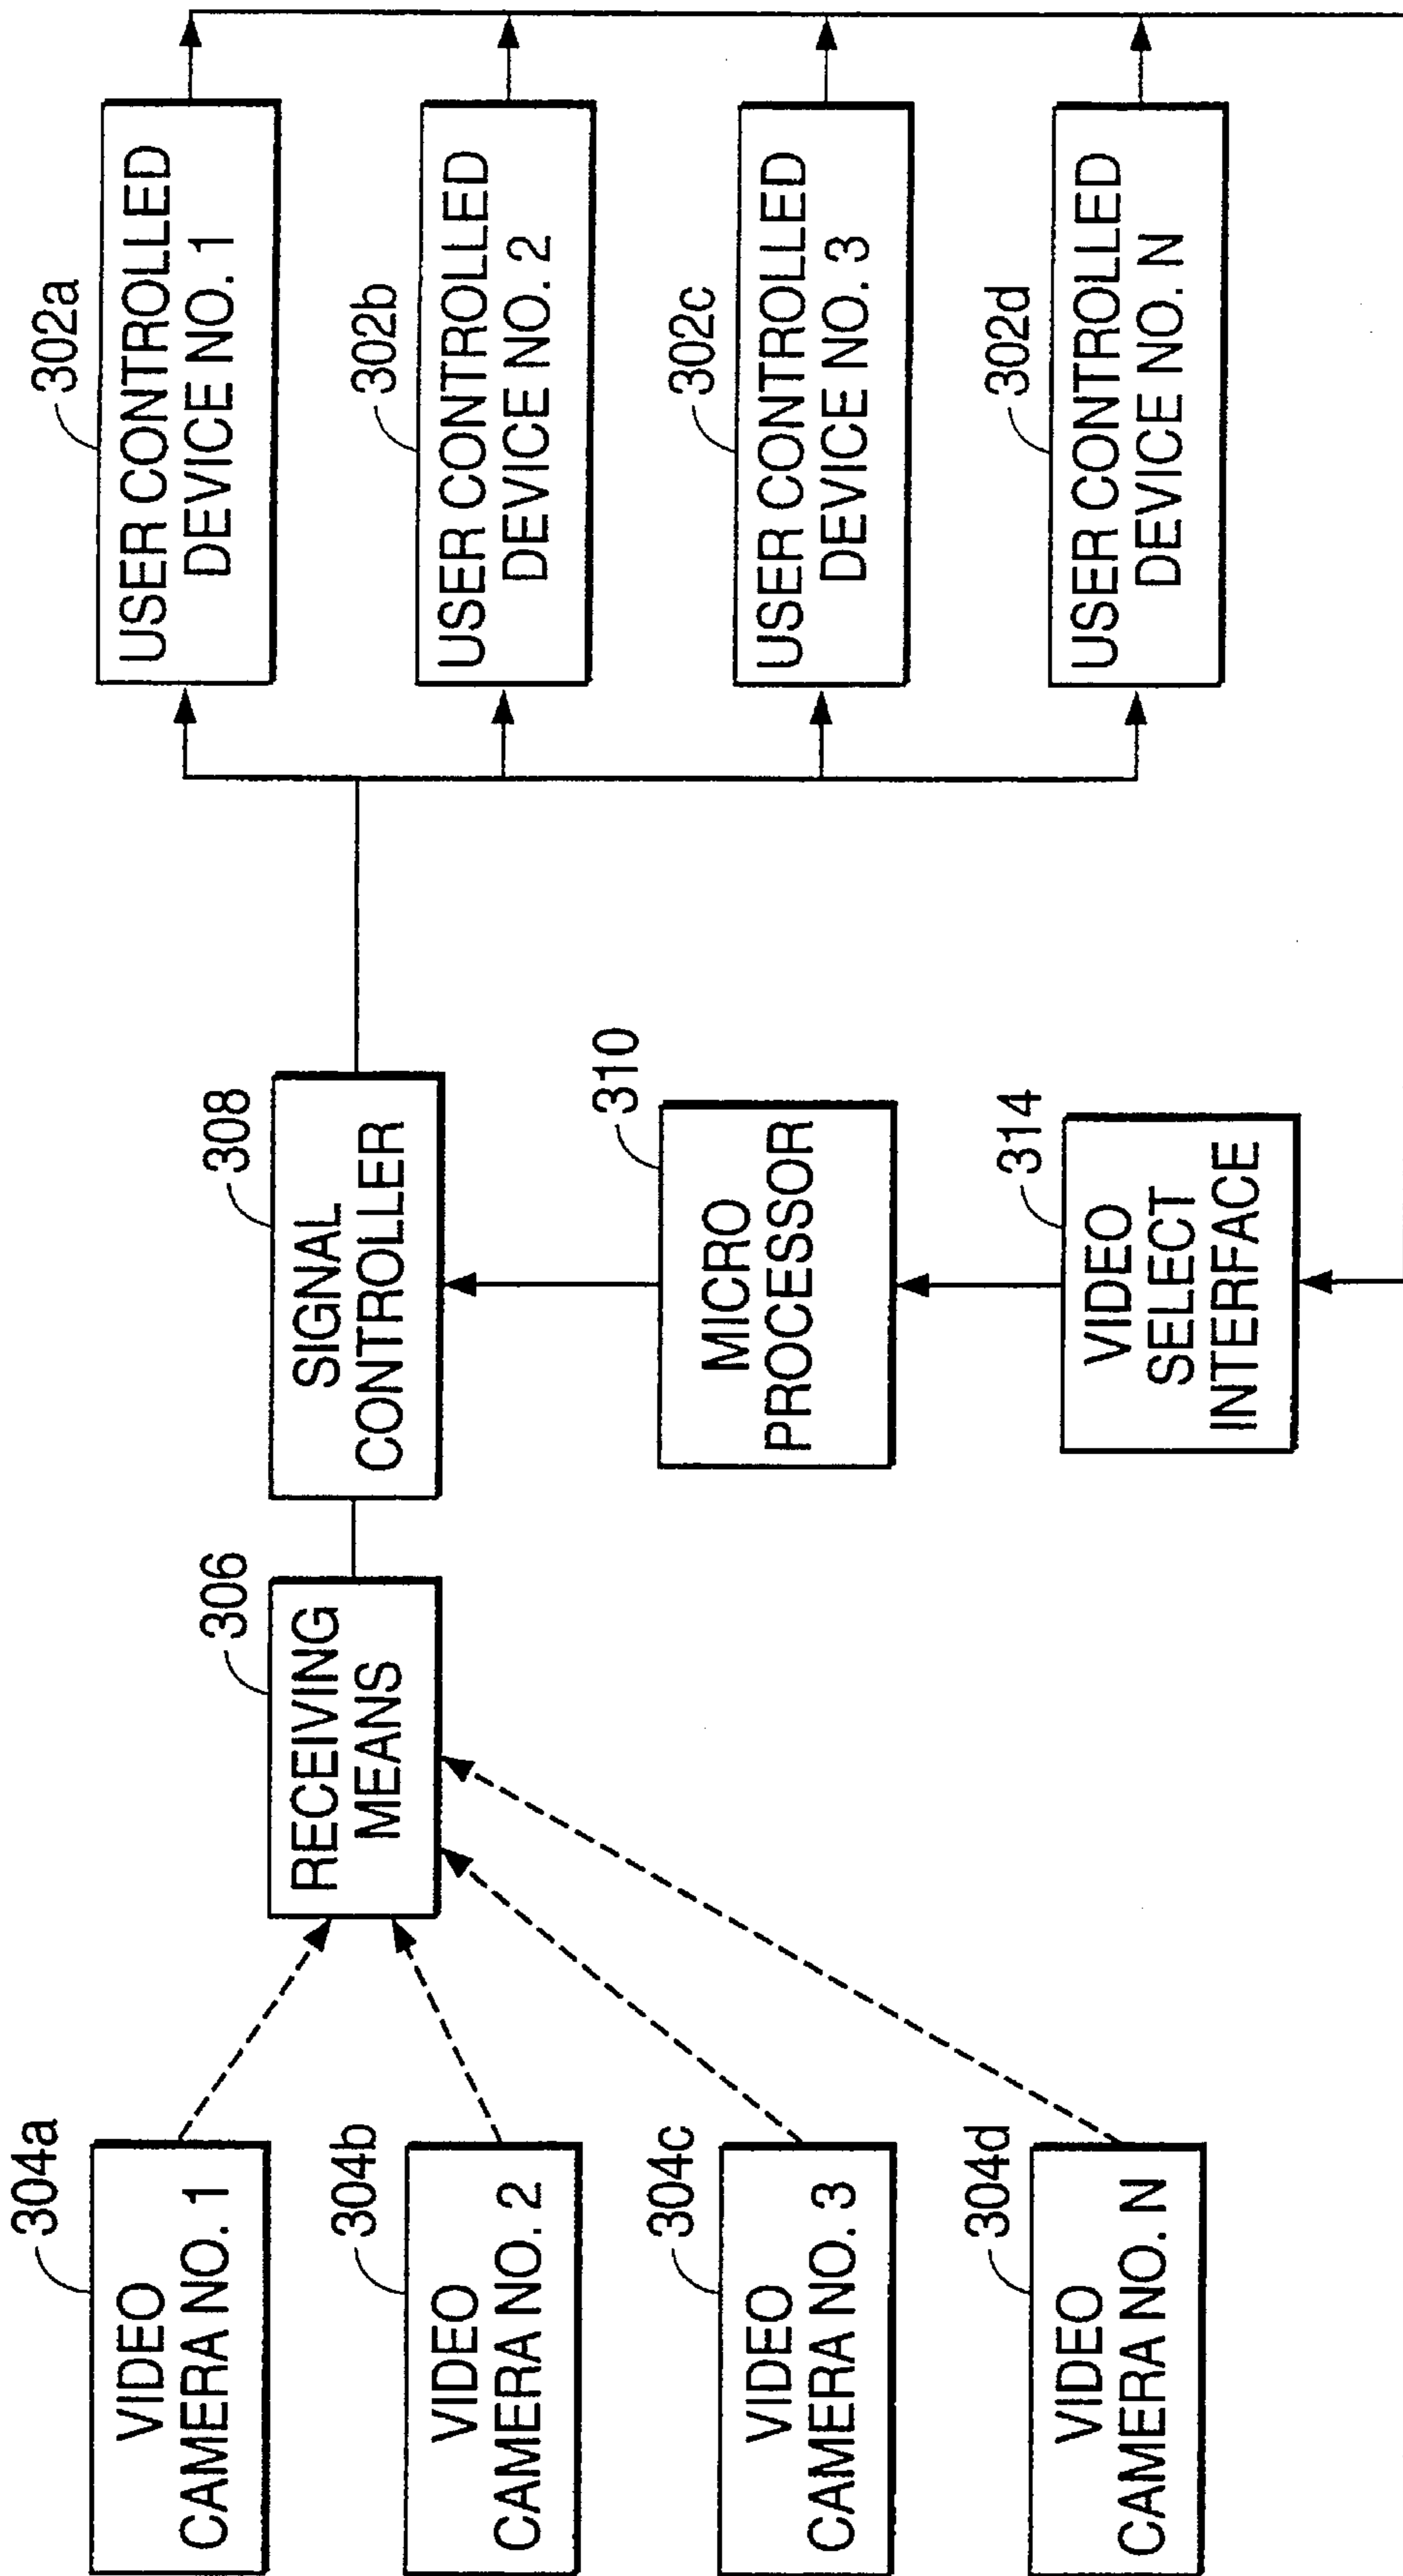 304a
VIDEO
CAMERA NO. 1
304b
VIDEO
CAMERA NO. 2
304c
VIDEO
CAMERA NO. 3
304d
VIDEO
CAMERA NO. N
306
RECEIVING
MEANS
308
SIGNAL
CONTROLLER
310
MICRO
PROCESSOR
314
VIDEO
SELECT
INTERFACE
302a
USER CONTROLLED
DEVICE NO. 1
302b
USER CONTROLLED
DEVICE NO. 2
302c
USER CONTROLLED
DEVICE NO. 3
302d
USER CONTROLLED
DEVICE NO. N